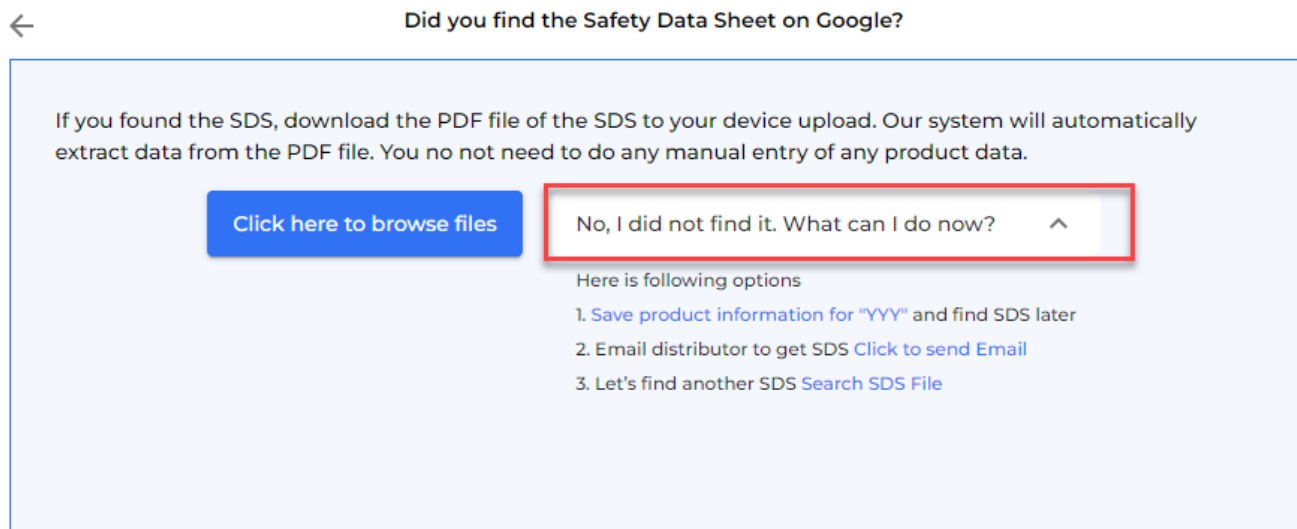 Did you find the Safety Data Sheet on Google?
If you found the SDS, download the PDF file of the SDS to your device upload. Our system will automatically
extract data from the PDF file. You no not need to do any manual entry of any product data.
Click here to browse files
No, I did not find it. What can I do now?
Here is following options
1. Save product information for "YYY" and find SDS later
2. Email distributor to get SDS Click to send Email
3. Let’s find another SDS Search SDS File